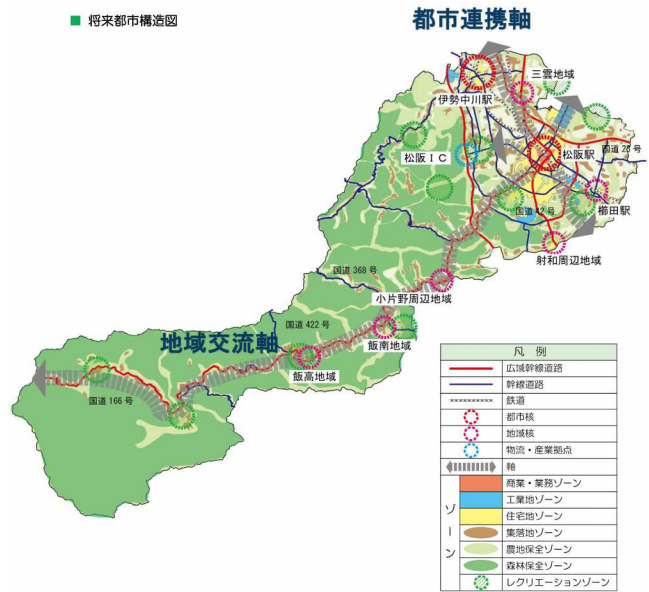 ■ 将来都市構造図
都市連携軸
三雲地域
伊勢中川駅
松阪IC
松阪駅
国道23号
国道42号
櫛田駅
射和周辺地域
国道368号
小片野周辺地域
国道422号
飯南地域
地域交流軸
飯高地域
国道166号
凡例
広域幹線道路
幹線道路
鉄道
都市核
地域核
物流・産業拠点
軸
ゾーン
商業・業務ゾーン
工業地ゾーン
住宅地ゾーン
集落地ゾーン
農地保全ゾーン
森林保全ゾーン
レクリエーションゾーン